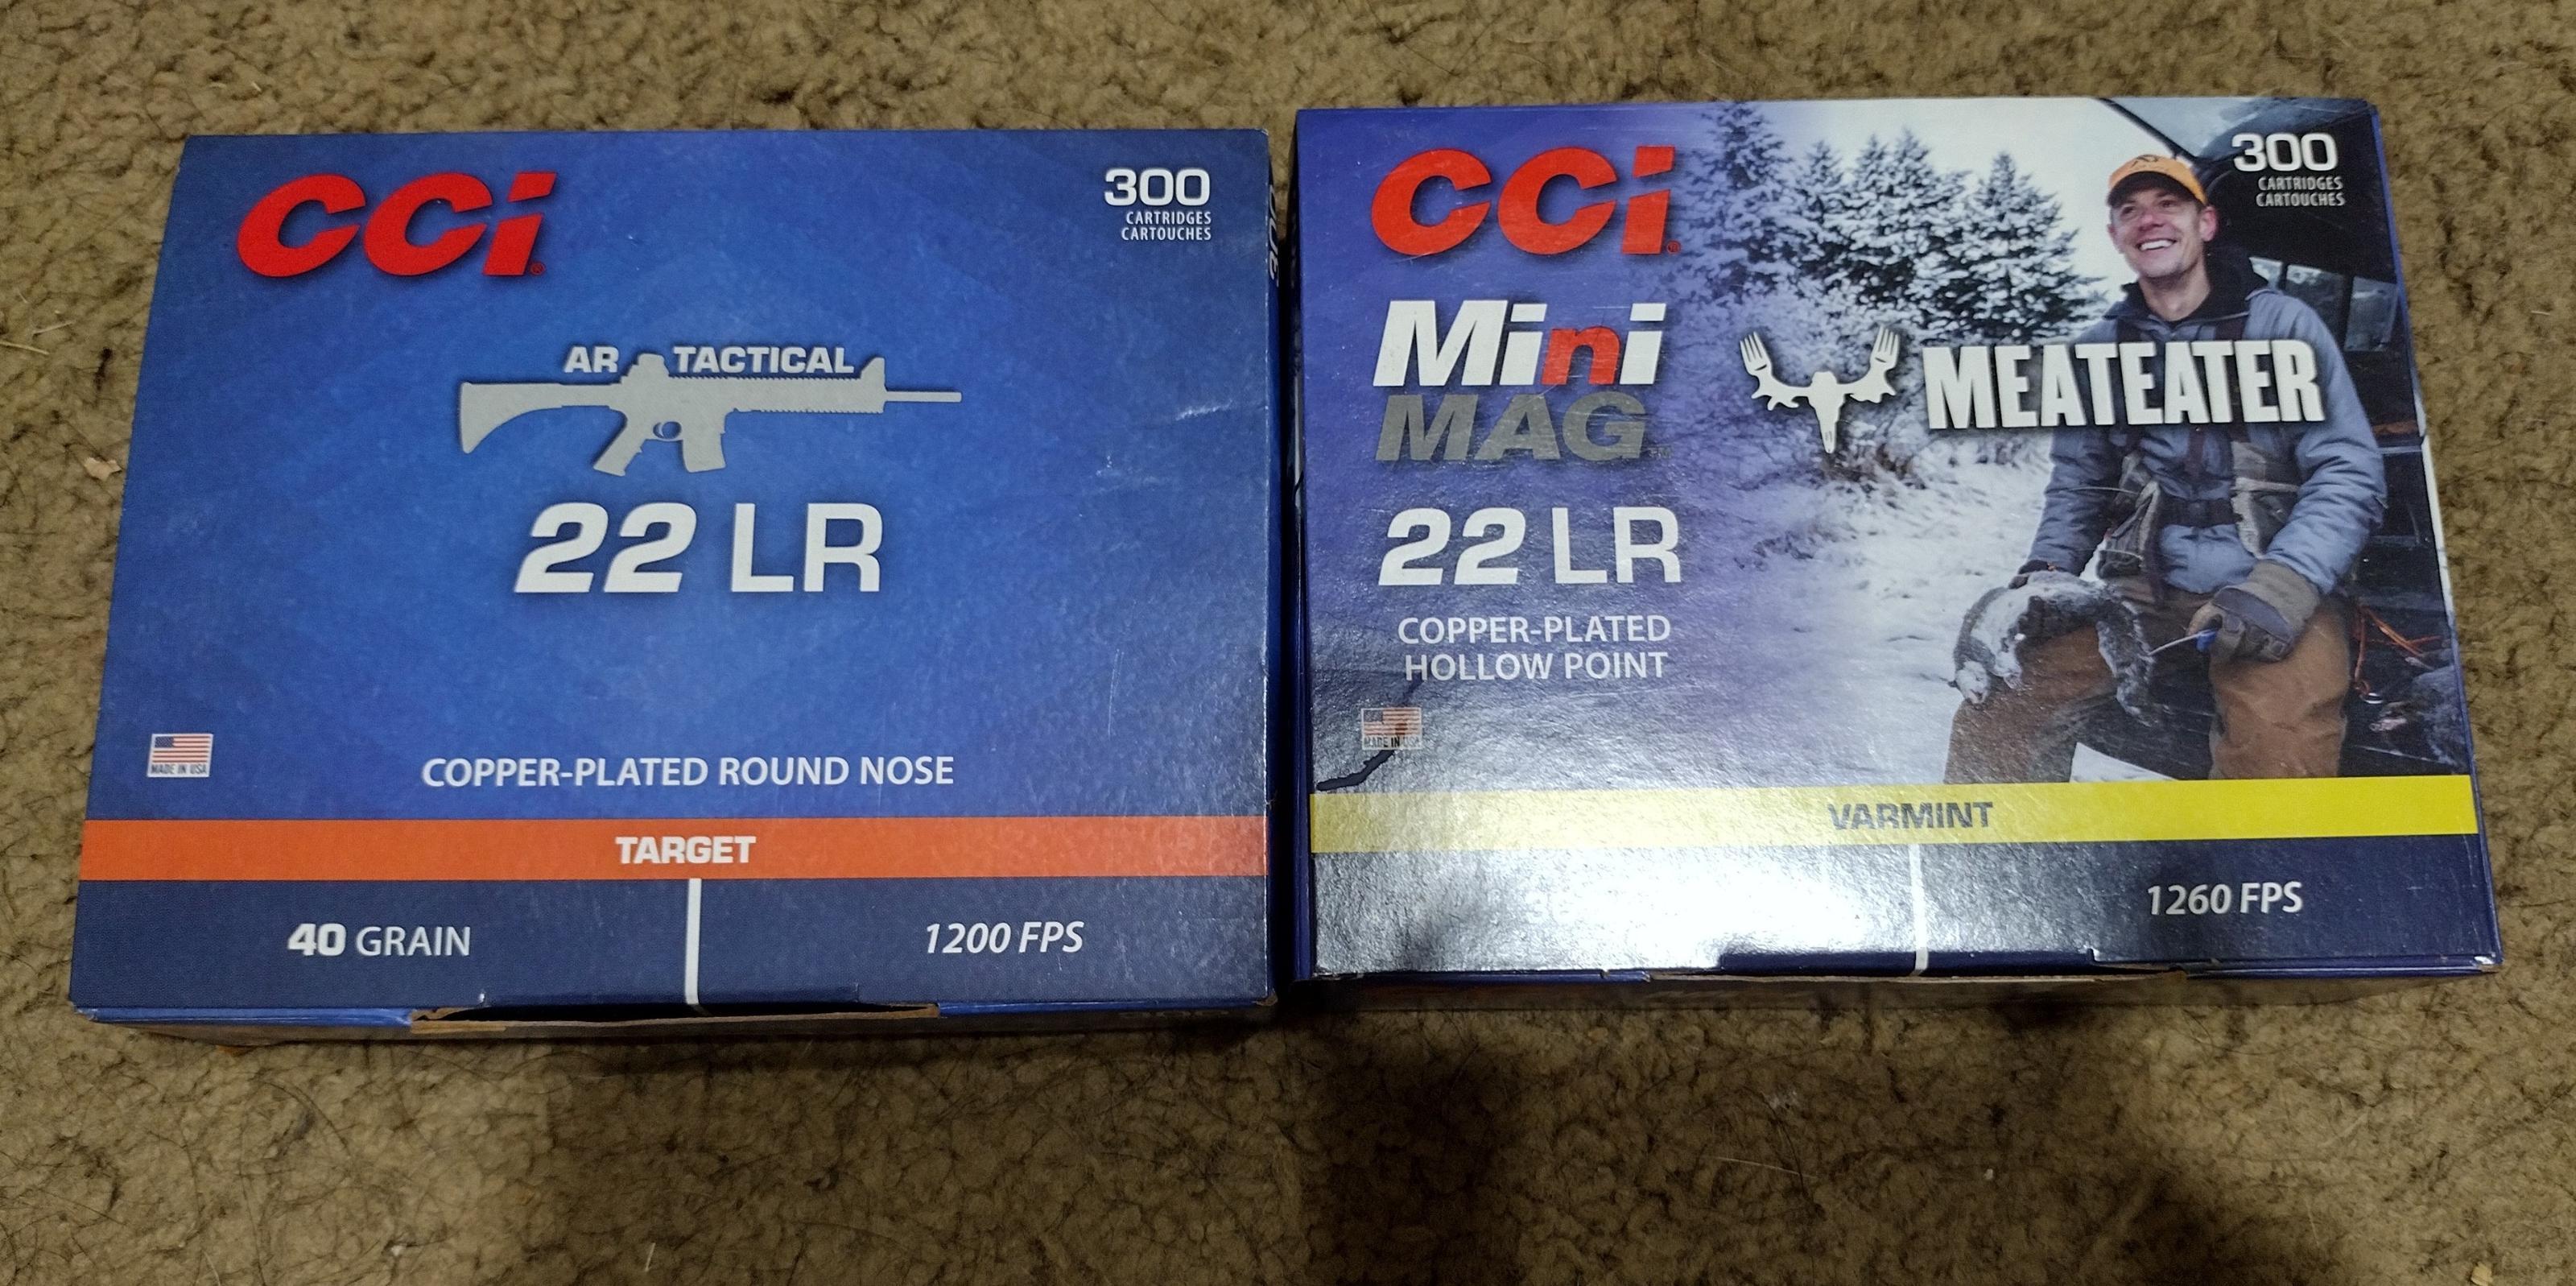 CCi
300
CARTRIDGES
CARTOUCHES
AR TACTICAL
22 LR
MADE IN USA
COPPER-PLATED ROUND NOSE
TARGET
40 GRAIN
1200 FPS
CCi
300
CARTRIDGES
CARTOUCHES
Mini
MAG
MEATEATER
22 LR
COPPER-PLATED
HOLLOW POINT
MADE IN USA
VARMINT
1260 FPS